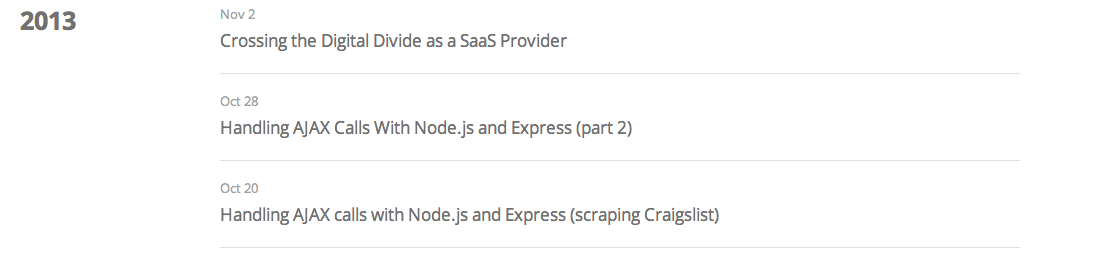 2013
Nov 2
Crossing the Digital Divide as a SaaS Provider
Oct 28
Handling AJAX Calls With Node.js and Express (part 2)
Oct 20
Handling AJAX calls with Node.js and Express (scraping Craigslist)